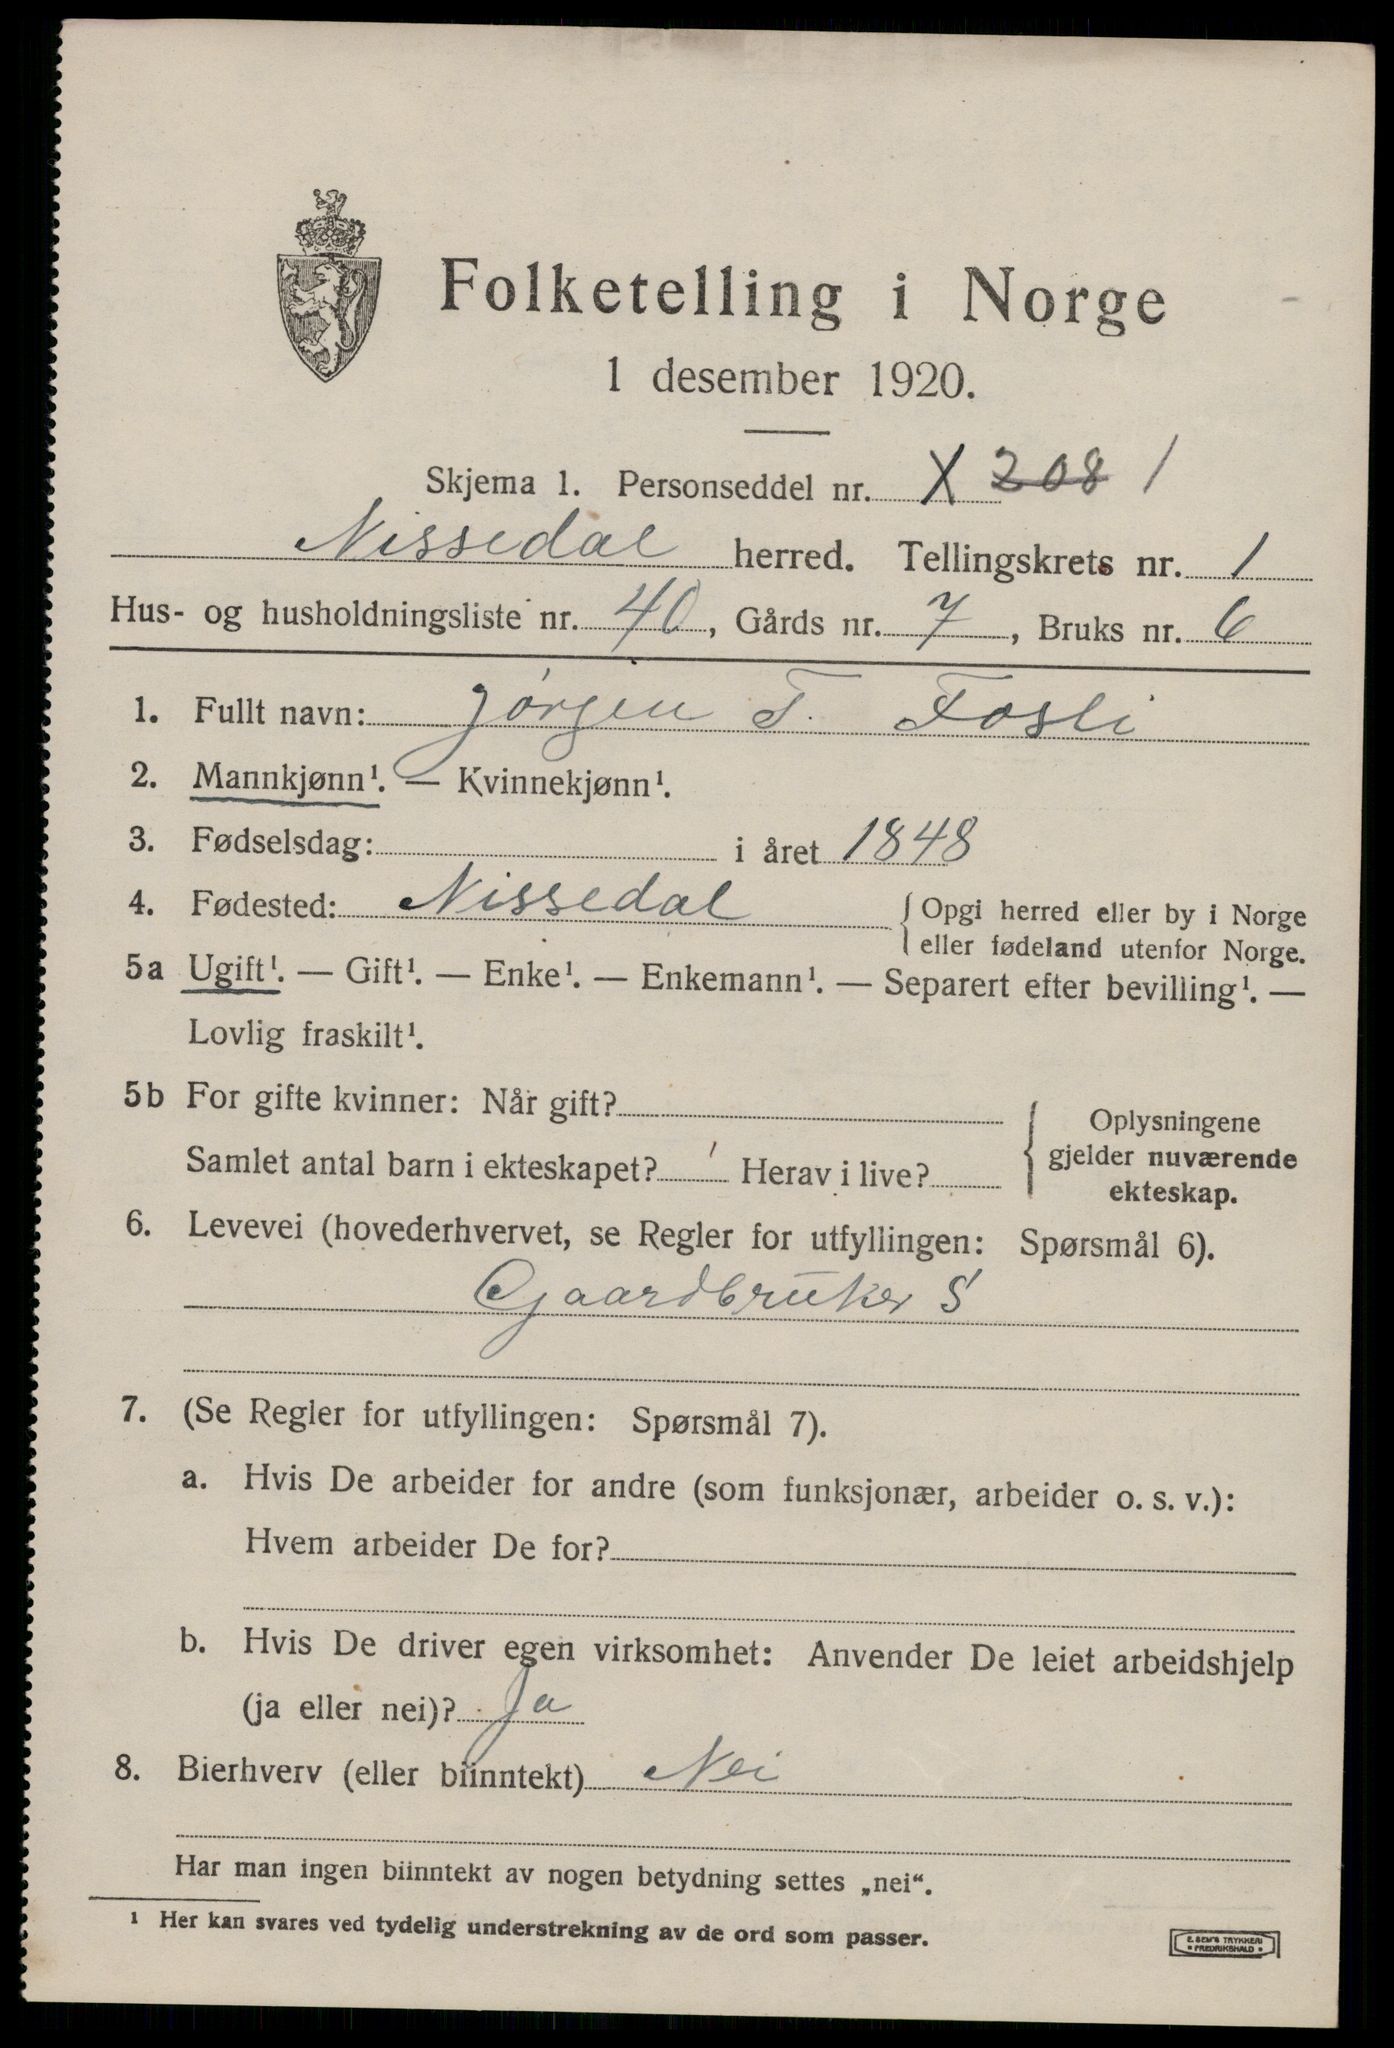 Folketelling i Norge
1 desember 1920.
Skjema 1. Personseddel nr. X 208 1
Nissedal herred. Tellingskrets nr. 1
Hus- og husholdningsliste nr. 40, Gårds nr. 7, Bruks nr. 6
1. Fullt navn: Jørgen T. Fosli
2. Mannkjønn¹. — Kvinnekjønn¹.
3. Fødselsdag: i året 1848
4. Fødested: Nissedal { Opgi herred eller by i Norge
eller fødeland utenfor Norge.
5a Ugift¹. — Gift¹. — Enke¹. — Enkemann¹. — Separert efter bevilling¹. —
Lovlig fraskilt¹.
5b For gifte kvinner: Når gift?
Samlet antal barn i ekteskapet? Herav i live?
{ Oplysningene
gjelder nuværende
ekteskap.
6. Levevei (hovederhvervet, se Regler for utfyllingen: Spørsmål 6).
Gaardbruker S
7. (Se Regler for utfyllingen: Spørsmål 7).
a. Hvis De arbeider for andre (som funksjonær, arbeider o. s. v.):
Hvem arbeider De for?
b. Hvis De driver egen virksomhet: Anvender De leiet arbeidshjelp
(ja eller nei)? Ja
8. Bierhverv (eller biinntekt) Nei
Har man ingen biinntekt av nogen betydning settes „nei“.
¹ Her kan svares ved tydelig understrekning av de ord som passer.
E. SEM'S TRYKKERI
• FREDRIKSHALD •